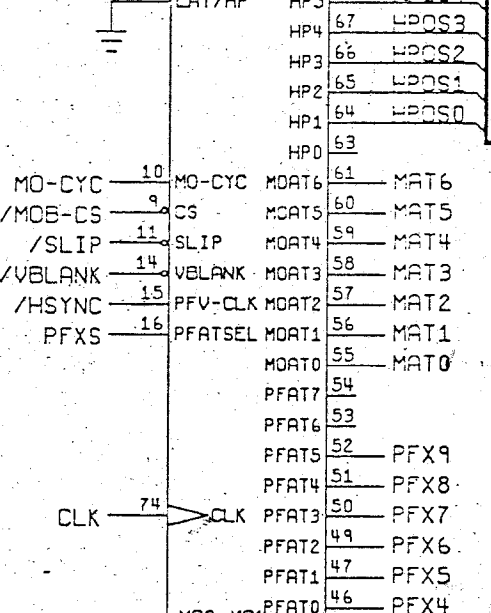 LAT/HP HP5
HP4 67 HPOS3
HP3 66 HPOS2
HP2 65 HPOS1
HP1 64 HPOS0
HP0 63
MO-CYC 10 MO-CYC MOAT6 61 MAT6
/MOB-CS 9 CS MOAT5 60 MAT5
/SLIP 11 SLIP MOAT4 59 MAT4
/VBLANK 14 VBLANK MOAT3 58 MAT3
/HSYNC 15 PFV-CLK MOAT2 57 MAT2
PFXS 16 PFATSEL MOAT1 56 MAT1
MOAT0 55 MAT0
PFAT7 54
PFAT6 53
PFAT5 52 PFX9
PFAT4 51 PFX8
CLK 74 CLK PFAT3 50 PFX7
PFAT2 49 PFX6
PFAT1 47 PFX5
PFAT0 46 PFX4